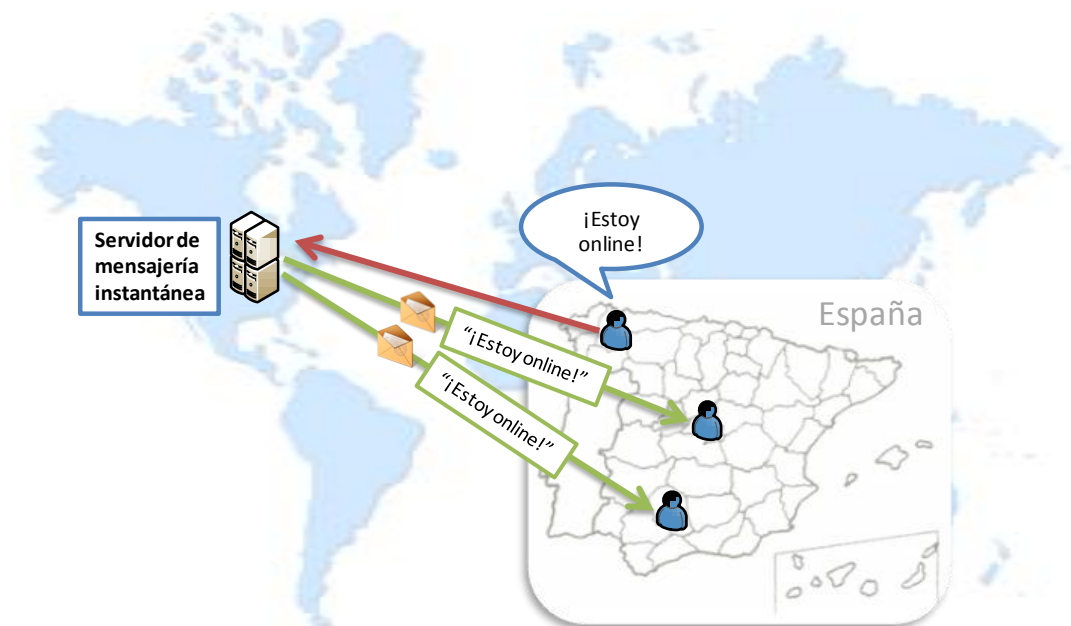 ¡Estoy
online!
Servidor de
mensajería
instantánea
España
“¡Estoy online!”
“¡Estoy online!”